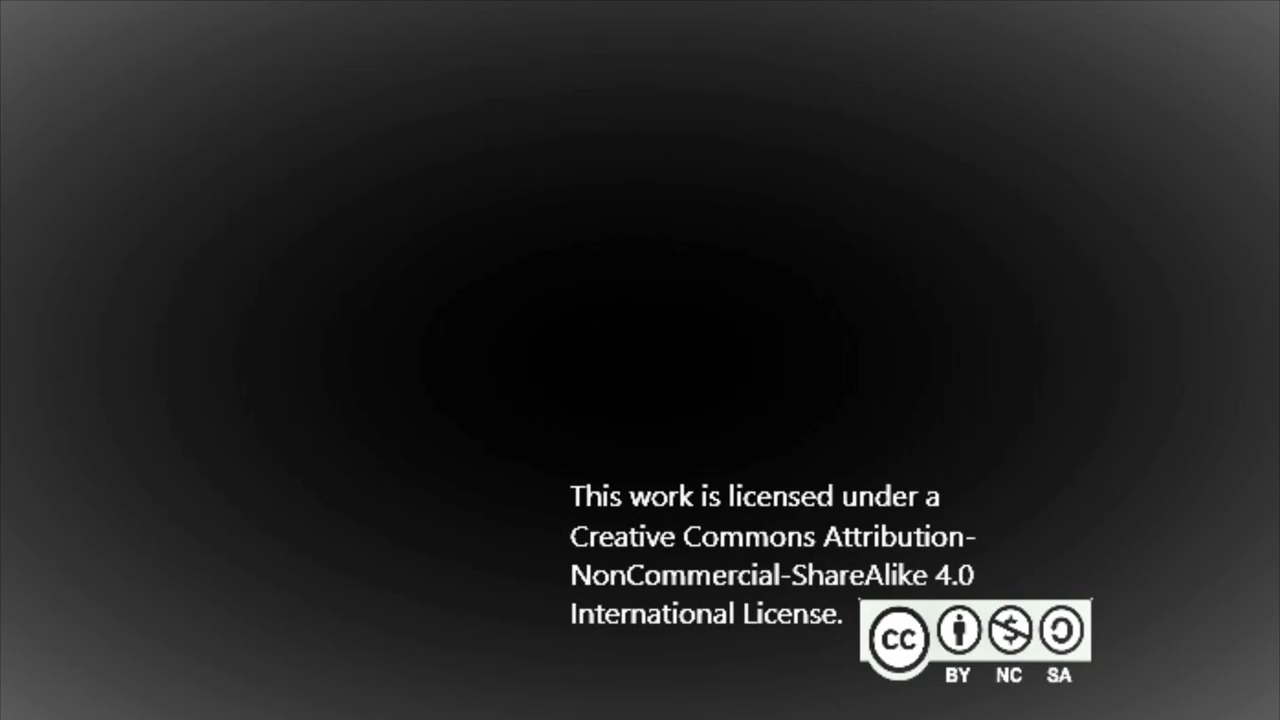 This work is licensed under a
Creative Commons Attribution-
NonCommercial-ShareAlike 4.0
International License.
CC
BY NC SA